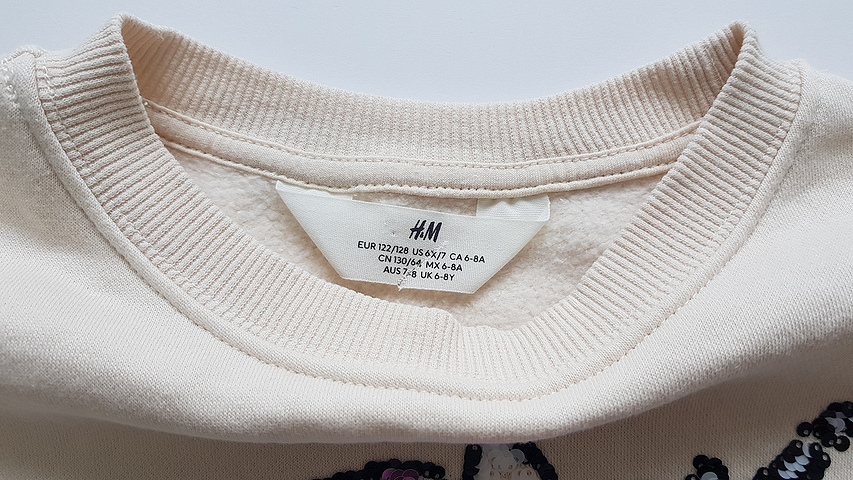 H&M
EUR 122/128 US 6X/7 CA 6-8A
CN 130/64 MX 6-8A
AUS 7-8 UK 6-8Y